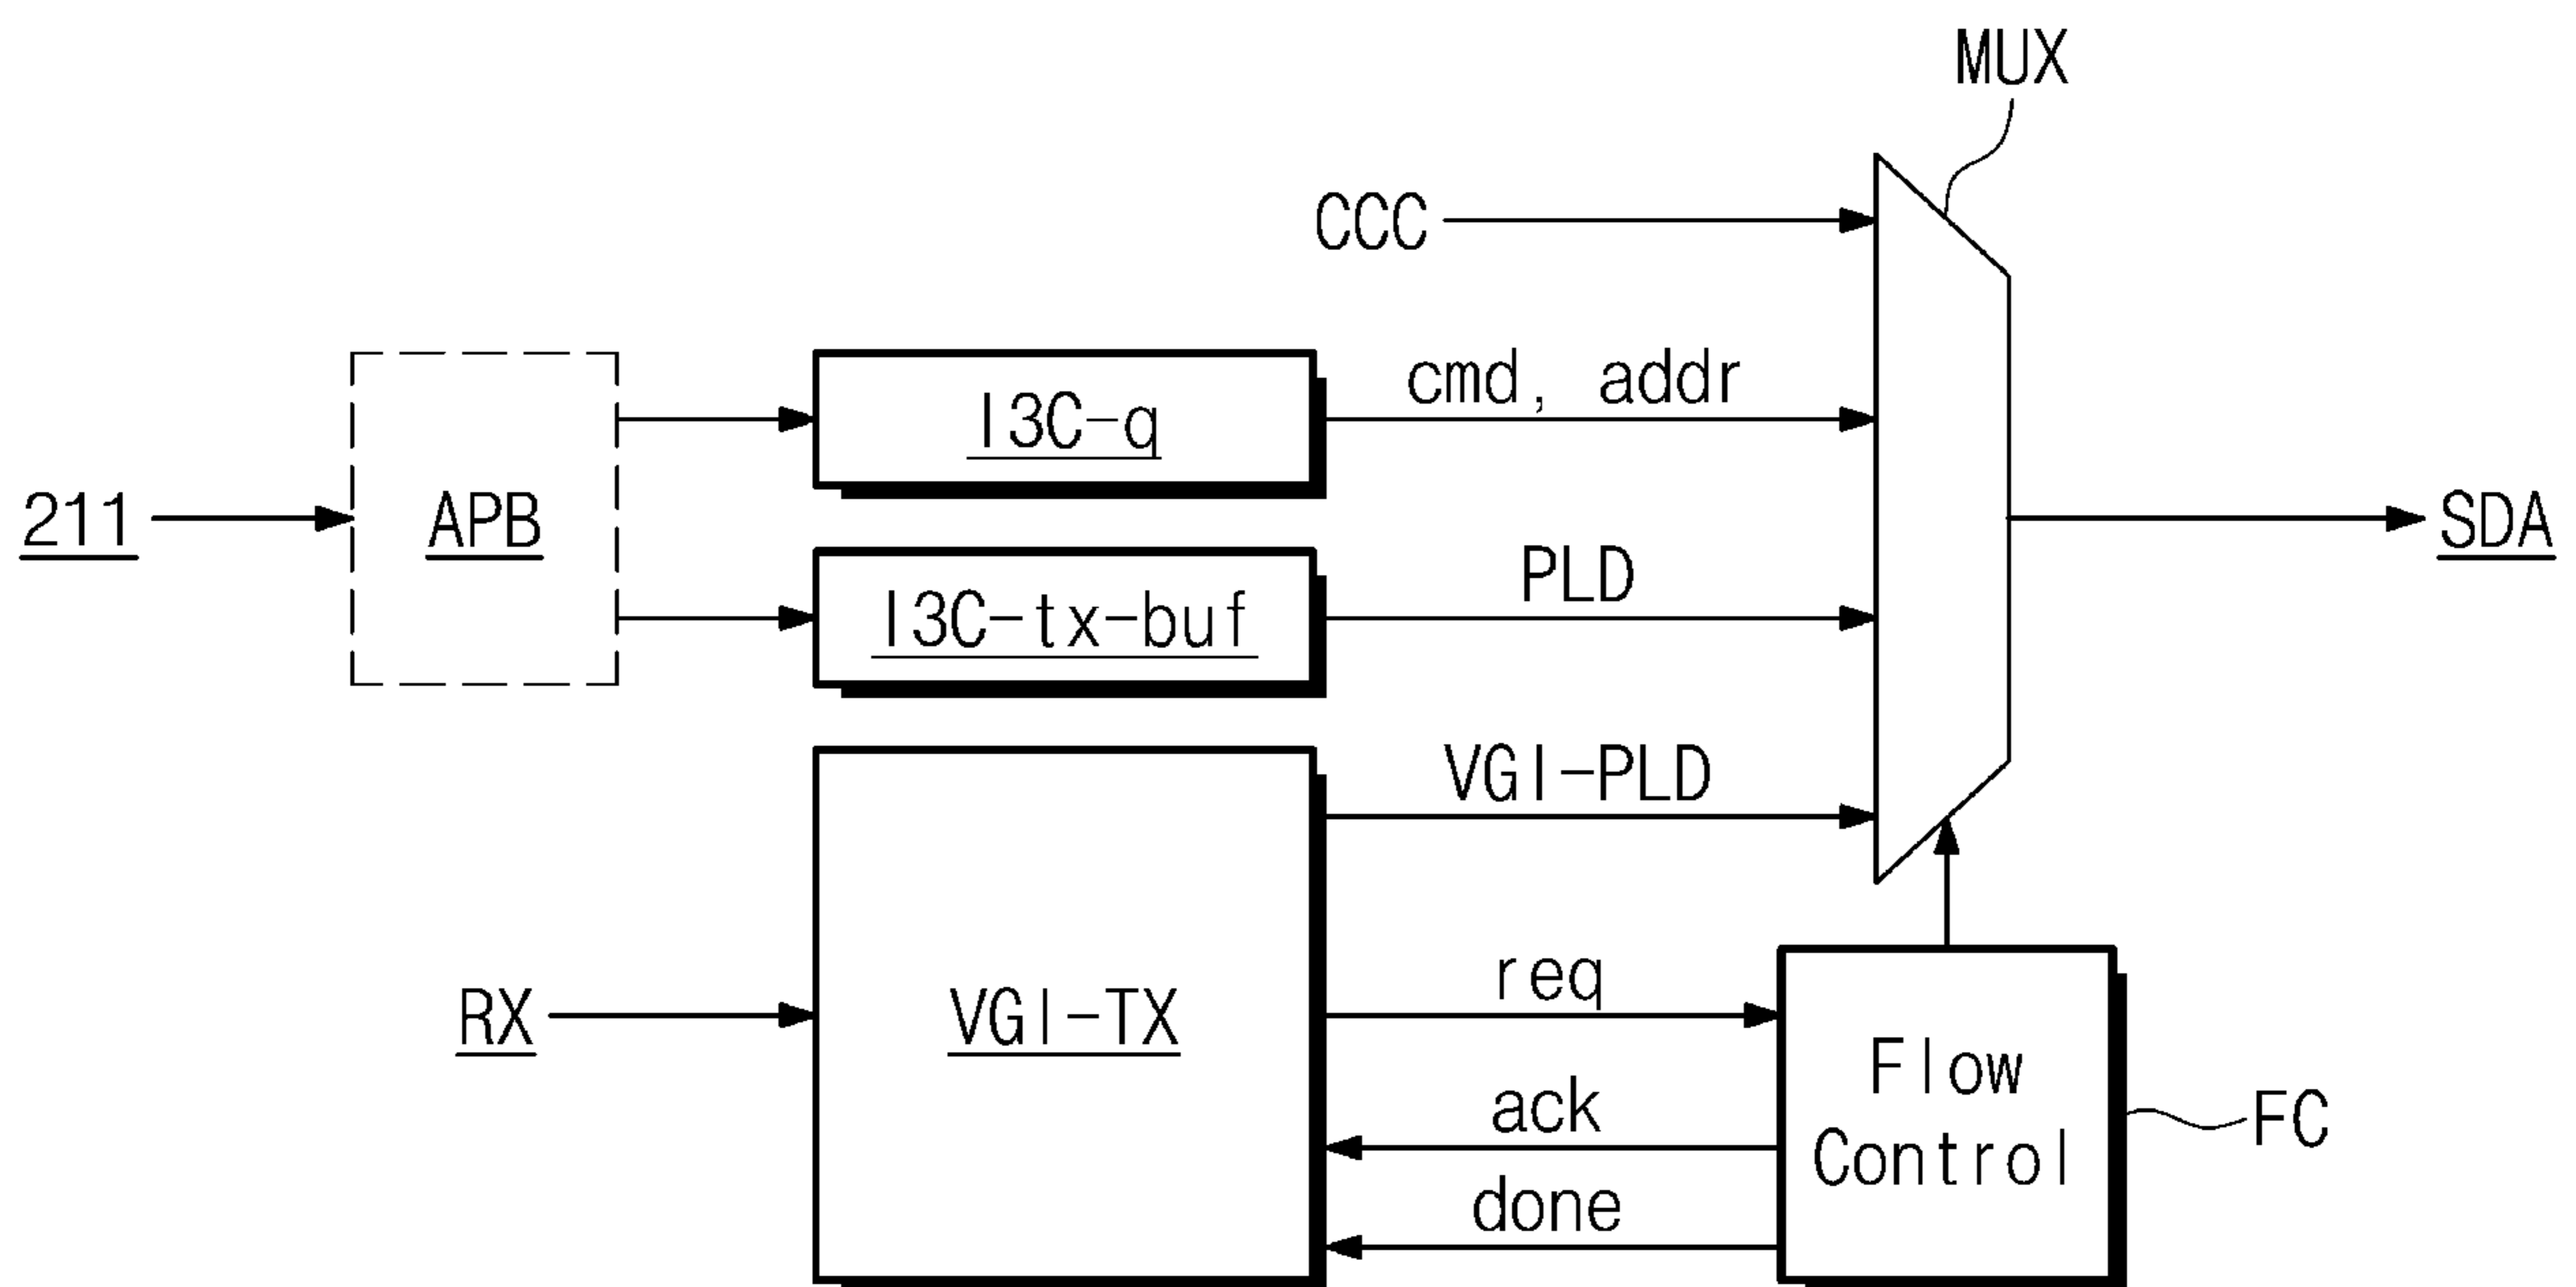 MUX
CCC
cmd, addr
I3C-q
211
APB
SDA
PLD
I3C-tx-buf
VGI-PLD
req
RX
VGI-TX
Flow
Control
ack
FC
done